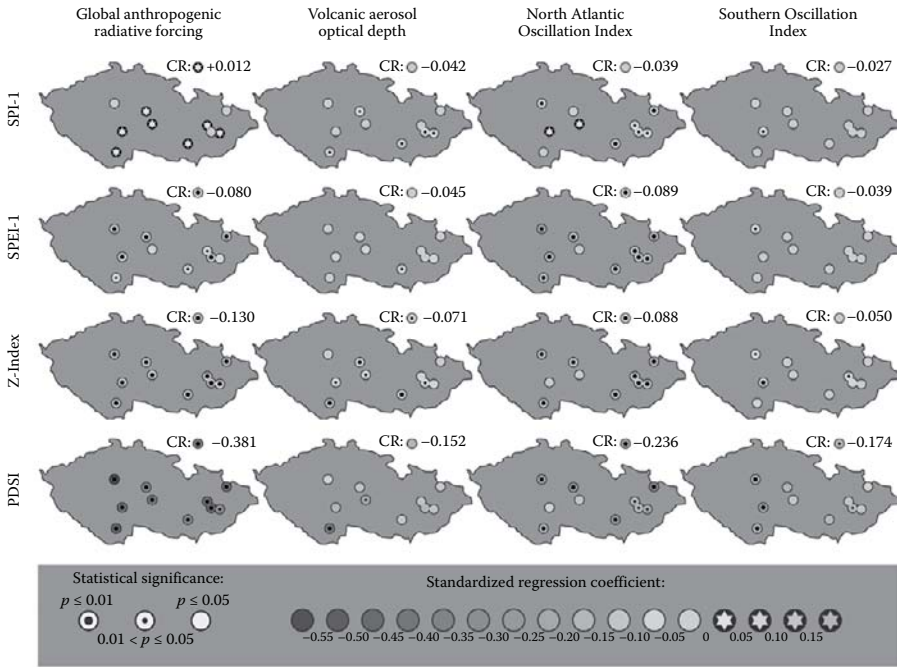 Global anthropogenic
radiative forcing
Volcanic aerosol
optical depth
North Atlantic
Oscillation Index
Southern Oscillation
Index
SPI-1
CR: +0.012
CR: −0.042
CR: −0.039
CR: −0.027
SPEI-1
CR: −0.080
CR: −0.045
CR: −0.089
CR: −0.039
Z-Index
CR: −0.130
CR: −0.071
CR: −0.088
CR: −0.050
PDSI
CR: −0.381
CR: −0.152
CR: −0.236
CR: −0.174
Statistical significance:
p ≤ 0.01
p ≤ 0.05
0.01 < p ≤ 0.05
Standardized regression coefficient:
−0.55 −0.50 −0.45 −0.40 −0.35 −0.30 −0.25 −0.20 −0.15 −0.10 −0.05 0 0.05 0.10 0.15